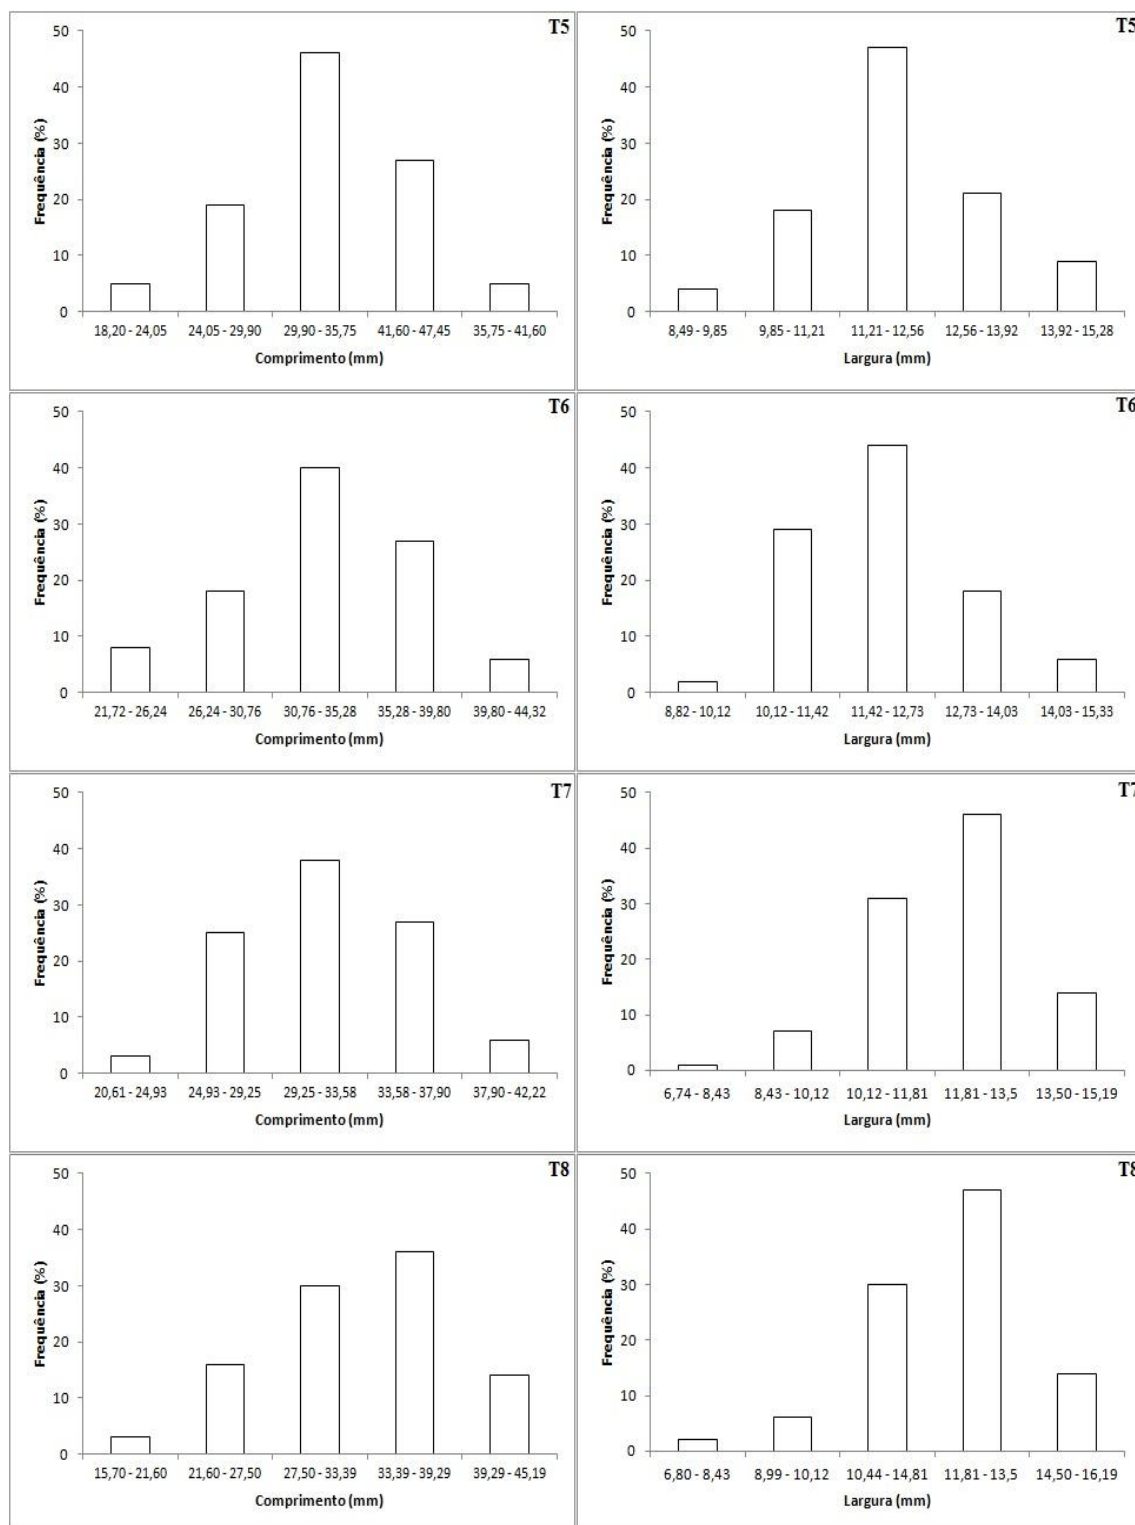 T5
50
40
30
20
10
0
Frequência (%)
18,20 - 24,05 24,05 - 29,90 29,90 - 35,75 41,60 - 47,45 35,75 - 41,60
Comprimento (mm)
T5
50
40
30
20
10
0
Frequência (%)
8,49 - 9,85 9,85 - 11,21 11,21 - 12,56 12,56 - 13,92 13,92 - 15,28
Largura (mm)
T6
50
40
30
20
10
0
Frequência (%)
21,72 - 26,24 26,24 - 30,76 30,76 - 35,28 35,28 - 39,80 39,80 - 44,32
Comprimento (mm)
T6
50
40
30
20
10
0
Frequência (%)
8,82 - 10,12 10,12 - 11,42 11,42 - 12,73 12,73 - 14,03 14,03 - 15,33
Largura (mm)
T7
50
40
30
20
10
0
Frequência (%)
20,61 - 24,93 24,93 - 29,25 29,25 - 33,58 33,58 - 37,90 37,90 - 42,22
Comprimento (mm)
T7
50
40
30
20
10
0
Frequência (%)
6,74 - 8,43 8,43 - 10,12 10,12 - 11,81 11,81 - 13,5 13,50 - 15,19
Largura (mm)
T8
50
40
30
20
10
0
Frequência (%)
15,70 - 21,60 21,60 - 27,50 27,50 - 33,39 33,39 - 39,29 39,29 - 45,19
Comprimento (mm)
T8
50
40
30
20
10
0
Frequência (%)
6,80 - 8,43 8,99 - 10,12 10,44 - 14,81 11,81 - 13,5 14,50 - 16,19
Largura (mm)